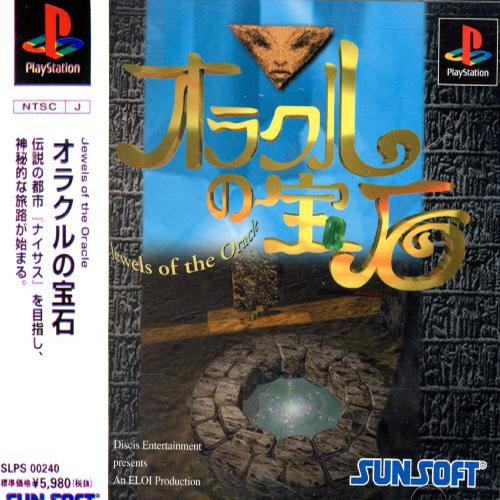 PlayStation
NTSC J
Jewels of the Oracle
オラクルの宝石
伝説の都市『ナイサス』を目指し、
神秘的な旅路が始まる。
SLPS 00240
標準価格¥5,980(税抜)
SUNSOFT
PlayStation
オラクル
の宝石
Jewels of the Oracle
Discis Entertainment
presents
An ELOI Production
SUNSOFT